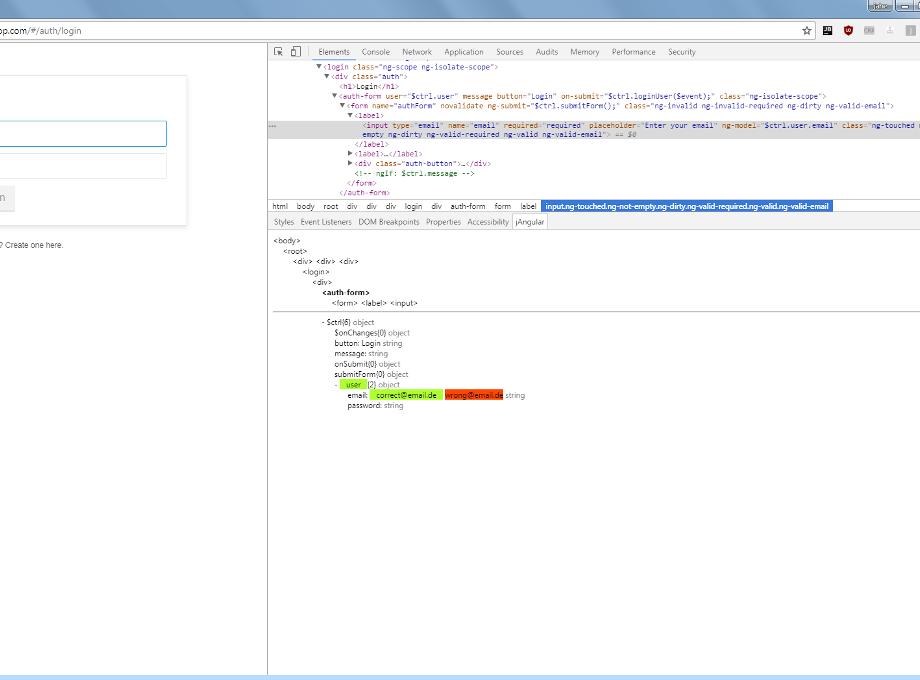 op.com/#/auth/login
Elements Console Network Application Sources Audits Memory Performance Security
▼<login class="ng-scope ng-isolate-scope">
▼<div class="auth">
<h1>Login</h1>
▼<auth-form user="$ctrl.user" message button="Login" on-submit="$ctrl.loginUser($event);" class="ng-isolate-scope">
▼<form name="authForm" novalidate ng-submit="$ctrl.submitForm();" class="ng-invalid ng-invalid-required ng-dirty ng-valid-email">
▼<label>
<input type="email" name="email" required="required" placeholder="Enter your email" ng-model="$ctrl.user.email" class="ng-touched
empty ng-dirty ng-valid-required ng-valid ng-valid-email"> == $0
</label>
▶<label>…</label>
▶<div class="auth-button">…</div>
<!-- ngIf: $ctrl.message -->
</form>
</auth-form>
n
html body root div div div login div auth-form form label input.ng-touched.ng-not-empty.ng-dirty.ng-valid-required.ng-valid.ng-valid-email
Styles Event Listeners DOM Breakpoints Properties Accessibility jAngular
? Create one here.
<body>
<root>
<div> <div> <div>
<login>
<div>
<auth-form>
<form> <label> <input>
- $ctrl{6} object
$onChanges{0} object
button: Login string
message: string
onSubmit{0} object
submitForm{0} object
- user {2} object
email: correct@email.de wrong@email.de string
password: string